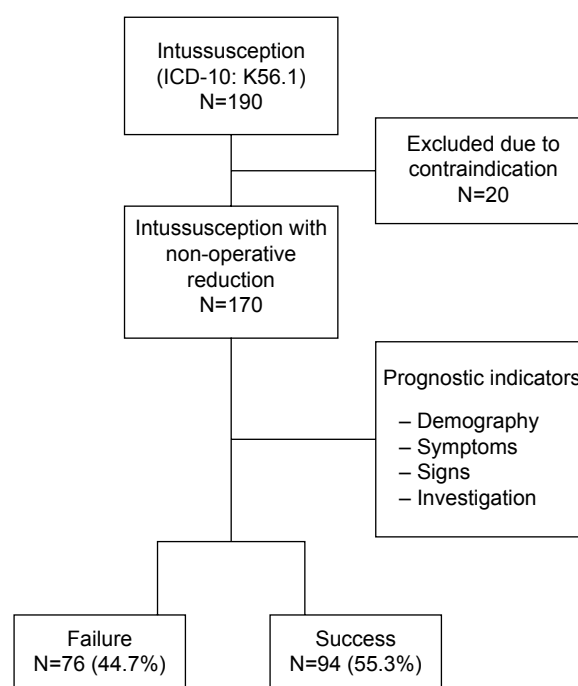 Intussusception
(ICD-10: K56.1)
N=190
Excluded due to
contraindication
N=20
Intussusception with
non-operative
reduction
N=170
Prognostic indicators
– Demography
– Symptoms
– Signs
– Investigation
Failure
N=76 (44.7%)
Success
N=94 (55.3%)